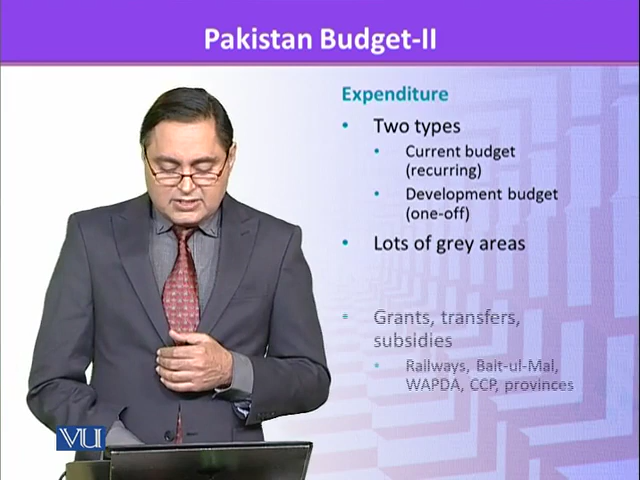 Pakistan Budget-II
Expenditure
• Two types
• Current budget
(recurring)
• Development budget
(one-off)
• Lots of grey areas
• Grants, transfers,
subsidies
• Railways, Bait-ul-Mal,
WAPDA, CCP, provinces
VU